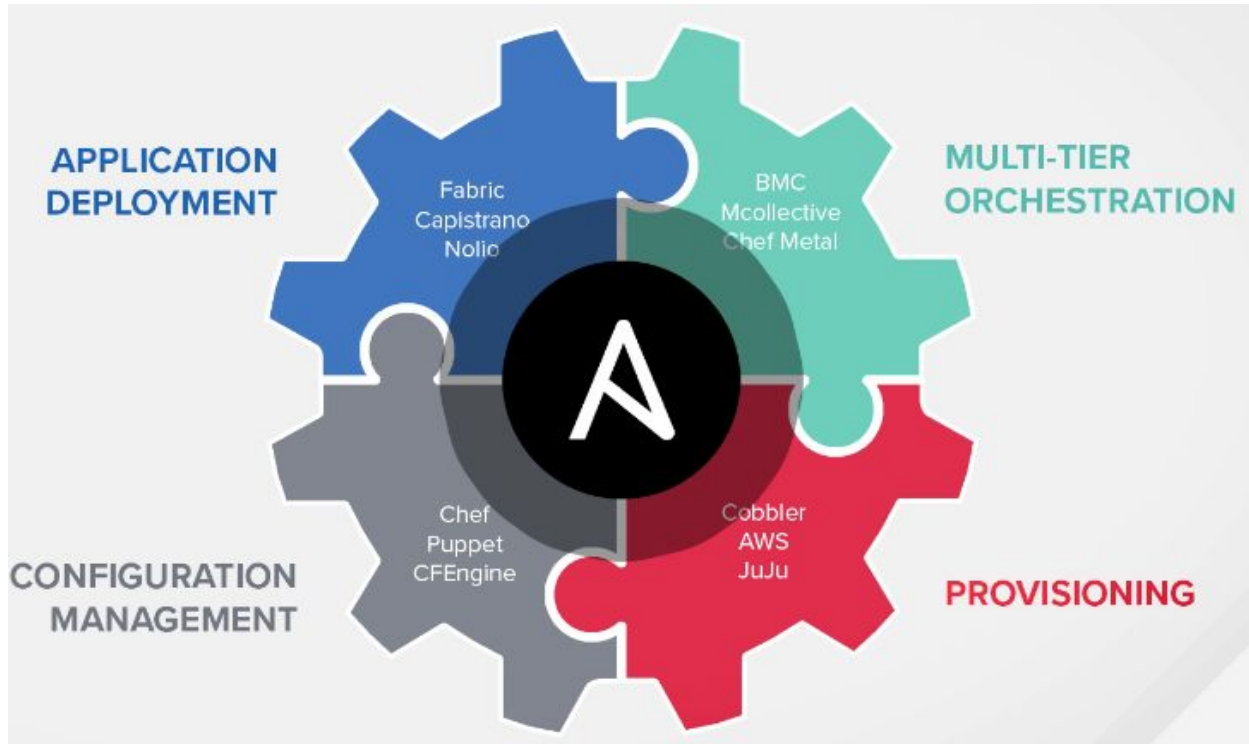 APPLICATION
DEPLOYMENT
Fabric
Capistrano
Nolio
MULTI-TIER
ORCHESTRATION
BMC
Mcollective
Chef Metal
CONFIGURATION
MANAGEMENT
Chef
Puppet
CFEngine
PROVISIONING
Cobbler
AWS
JuJu